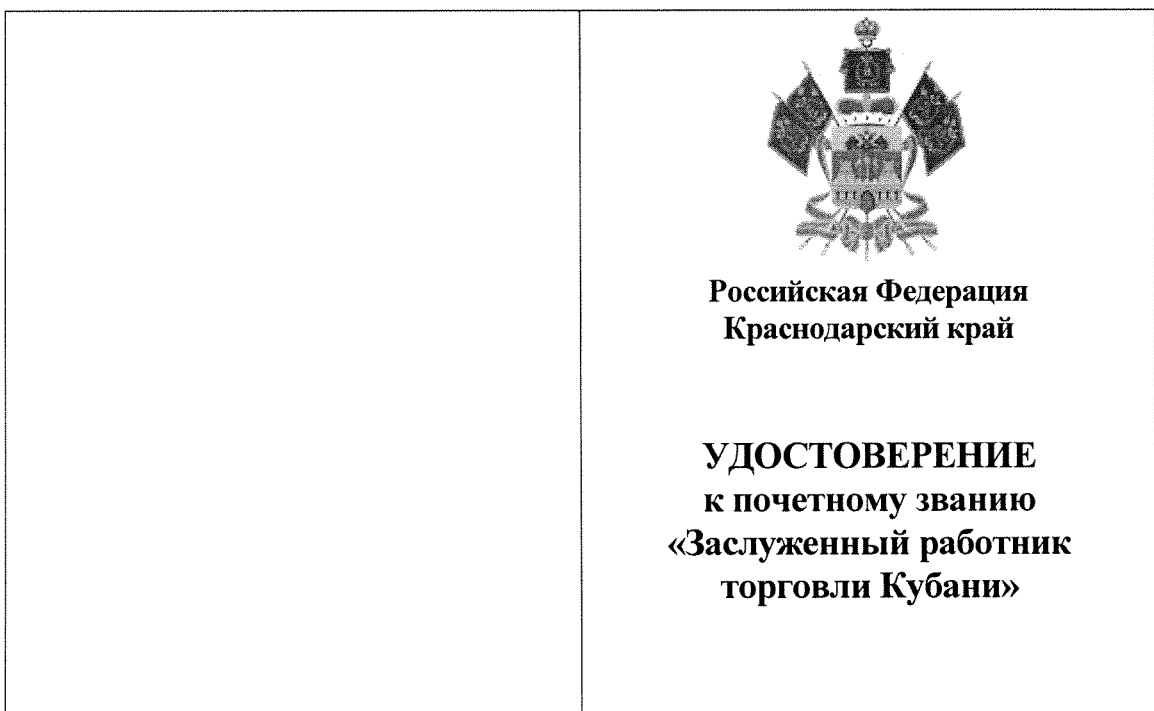 Российская Федерация
Краснодарский край
УДОСТОВЕРЕНИЕ
к почетному званию
«Заслуженный работник
торговли Кубани»